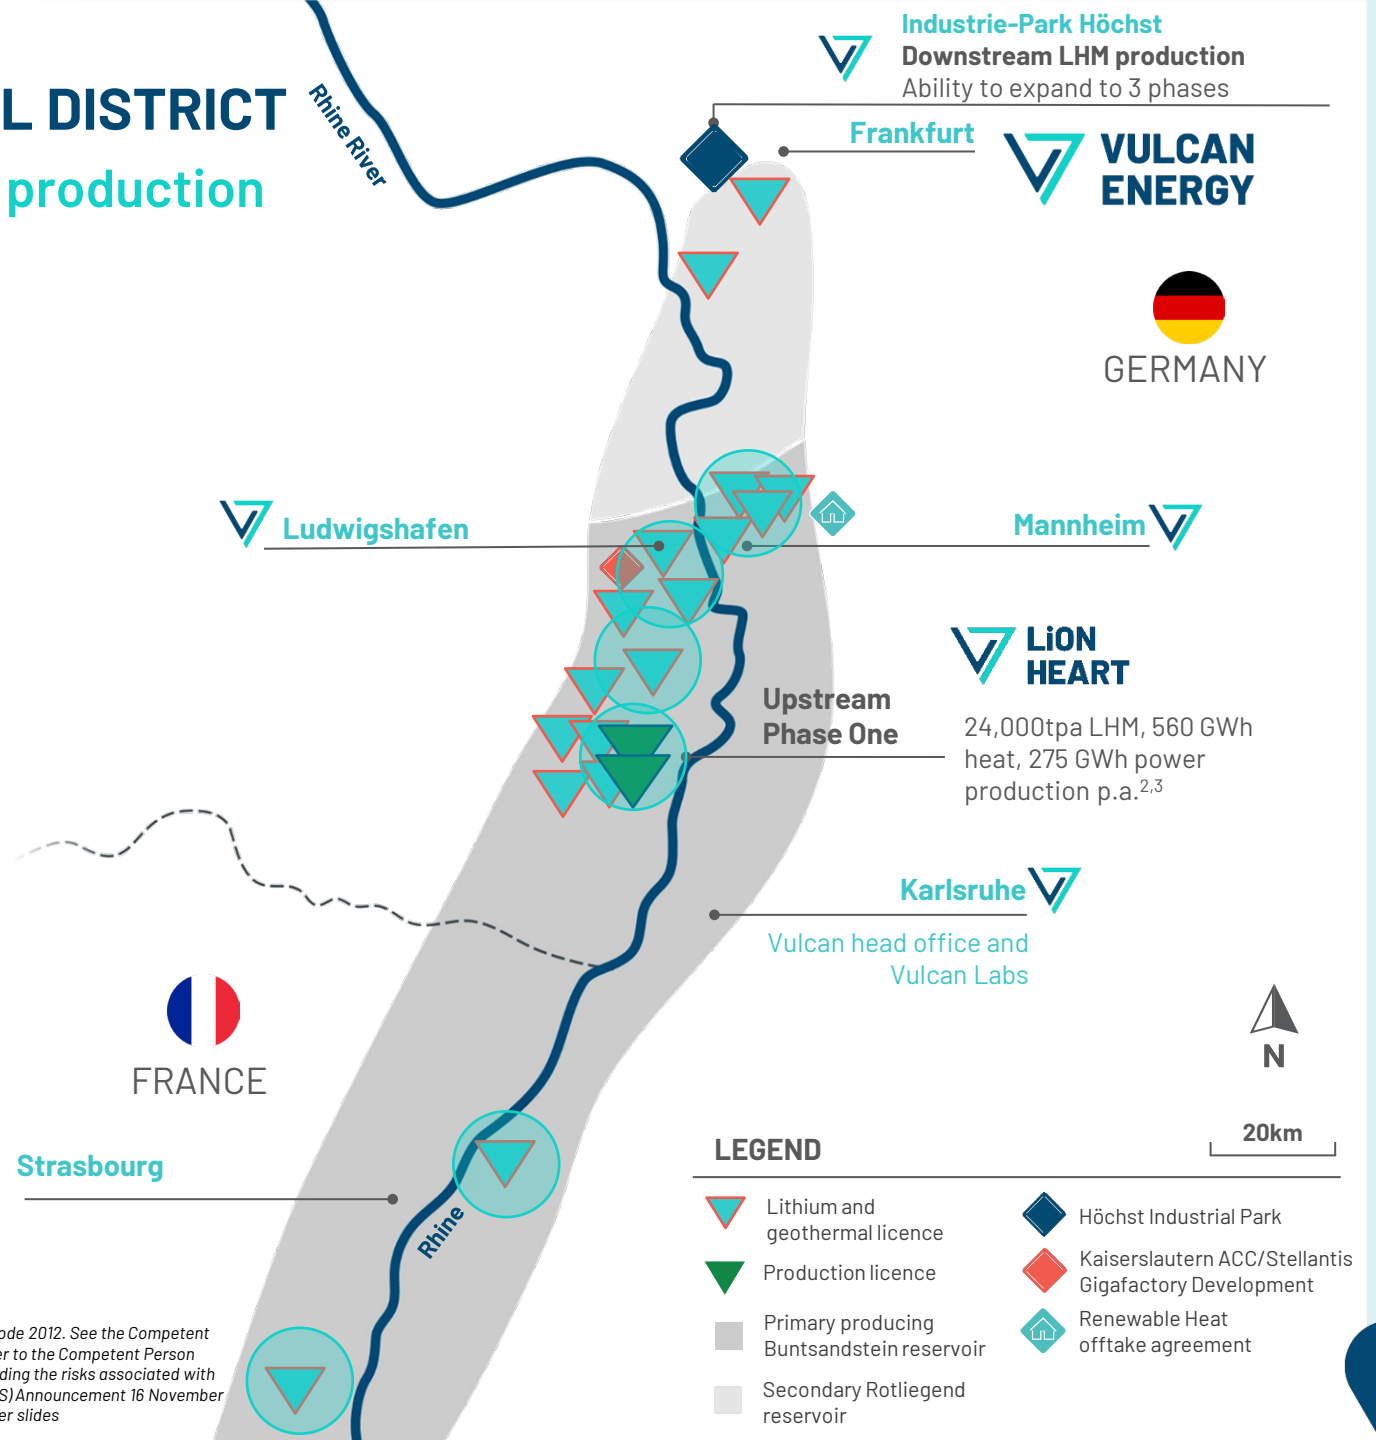 Industrie-Park Höchst
Downstream LHM production
Ability to expand to 3 phases
L DISTRICT
production
Rhine River
Frankfurt
VULCAN
ENERGY
GERMANY
Ludwigshafen
Mannheim
LiON
HEART
Upstream
Phase One
24,000tpa LHM, 560 GWh
heat, 275 GWh power
production p.a.2,3
Karlsruhe
Vulcan head office and
Vulcan Labs
FRANCE
N
20km
Strasbourg
Rhine
LEGEND
Lithium and
geothermal licence
Production licence
Primary producing
Buntsandstein reservoir
Secondary Rotliegend
reservoir
Höchst Industrial Park
Kaiserslautern ACC/Stellantis
Gigafactory Development
Renewable Heat
offtake agreement
ode 2012. See the Competent
er to the Competent Person
ding the risks associated with
S) Announcement 16 November
er slides